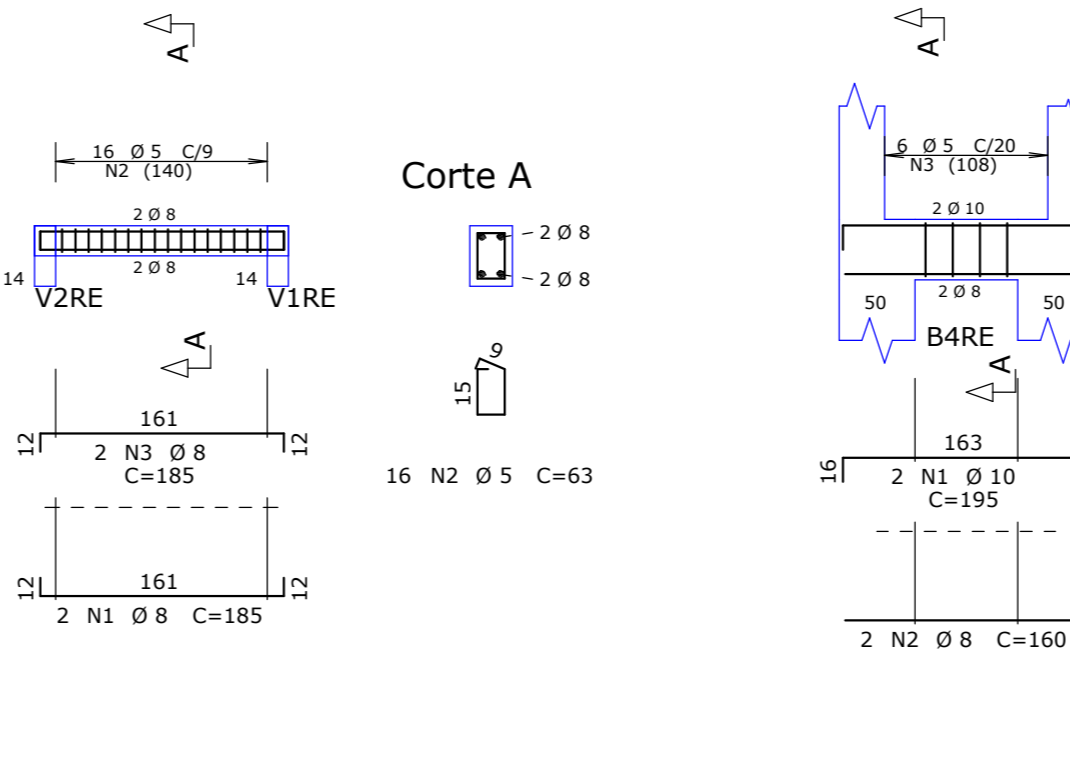 A
16 Ø 5 C/9
N2 (140)
2 Ø 8
2 Ø 8
14
14
V2RE
V1RE
A
161
12
12
2 N3 Ø 8
C=185
161
12
12
2 N1 Ø 8 C=185
Corte A
2 Ø 8
2 Ø 8
9
15
16 N2 Ø 5 C=63
A
6 Ø 5 C/20
N3 (108)
2 Ø 10
2 Ø 8
50
50
B4RE
A
163
16
2 N1 Ø 10
C=195
2 N2 Ø 8 C=160